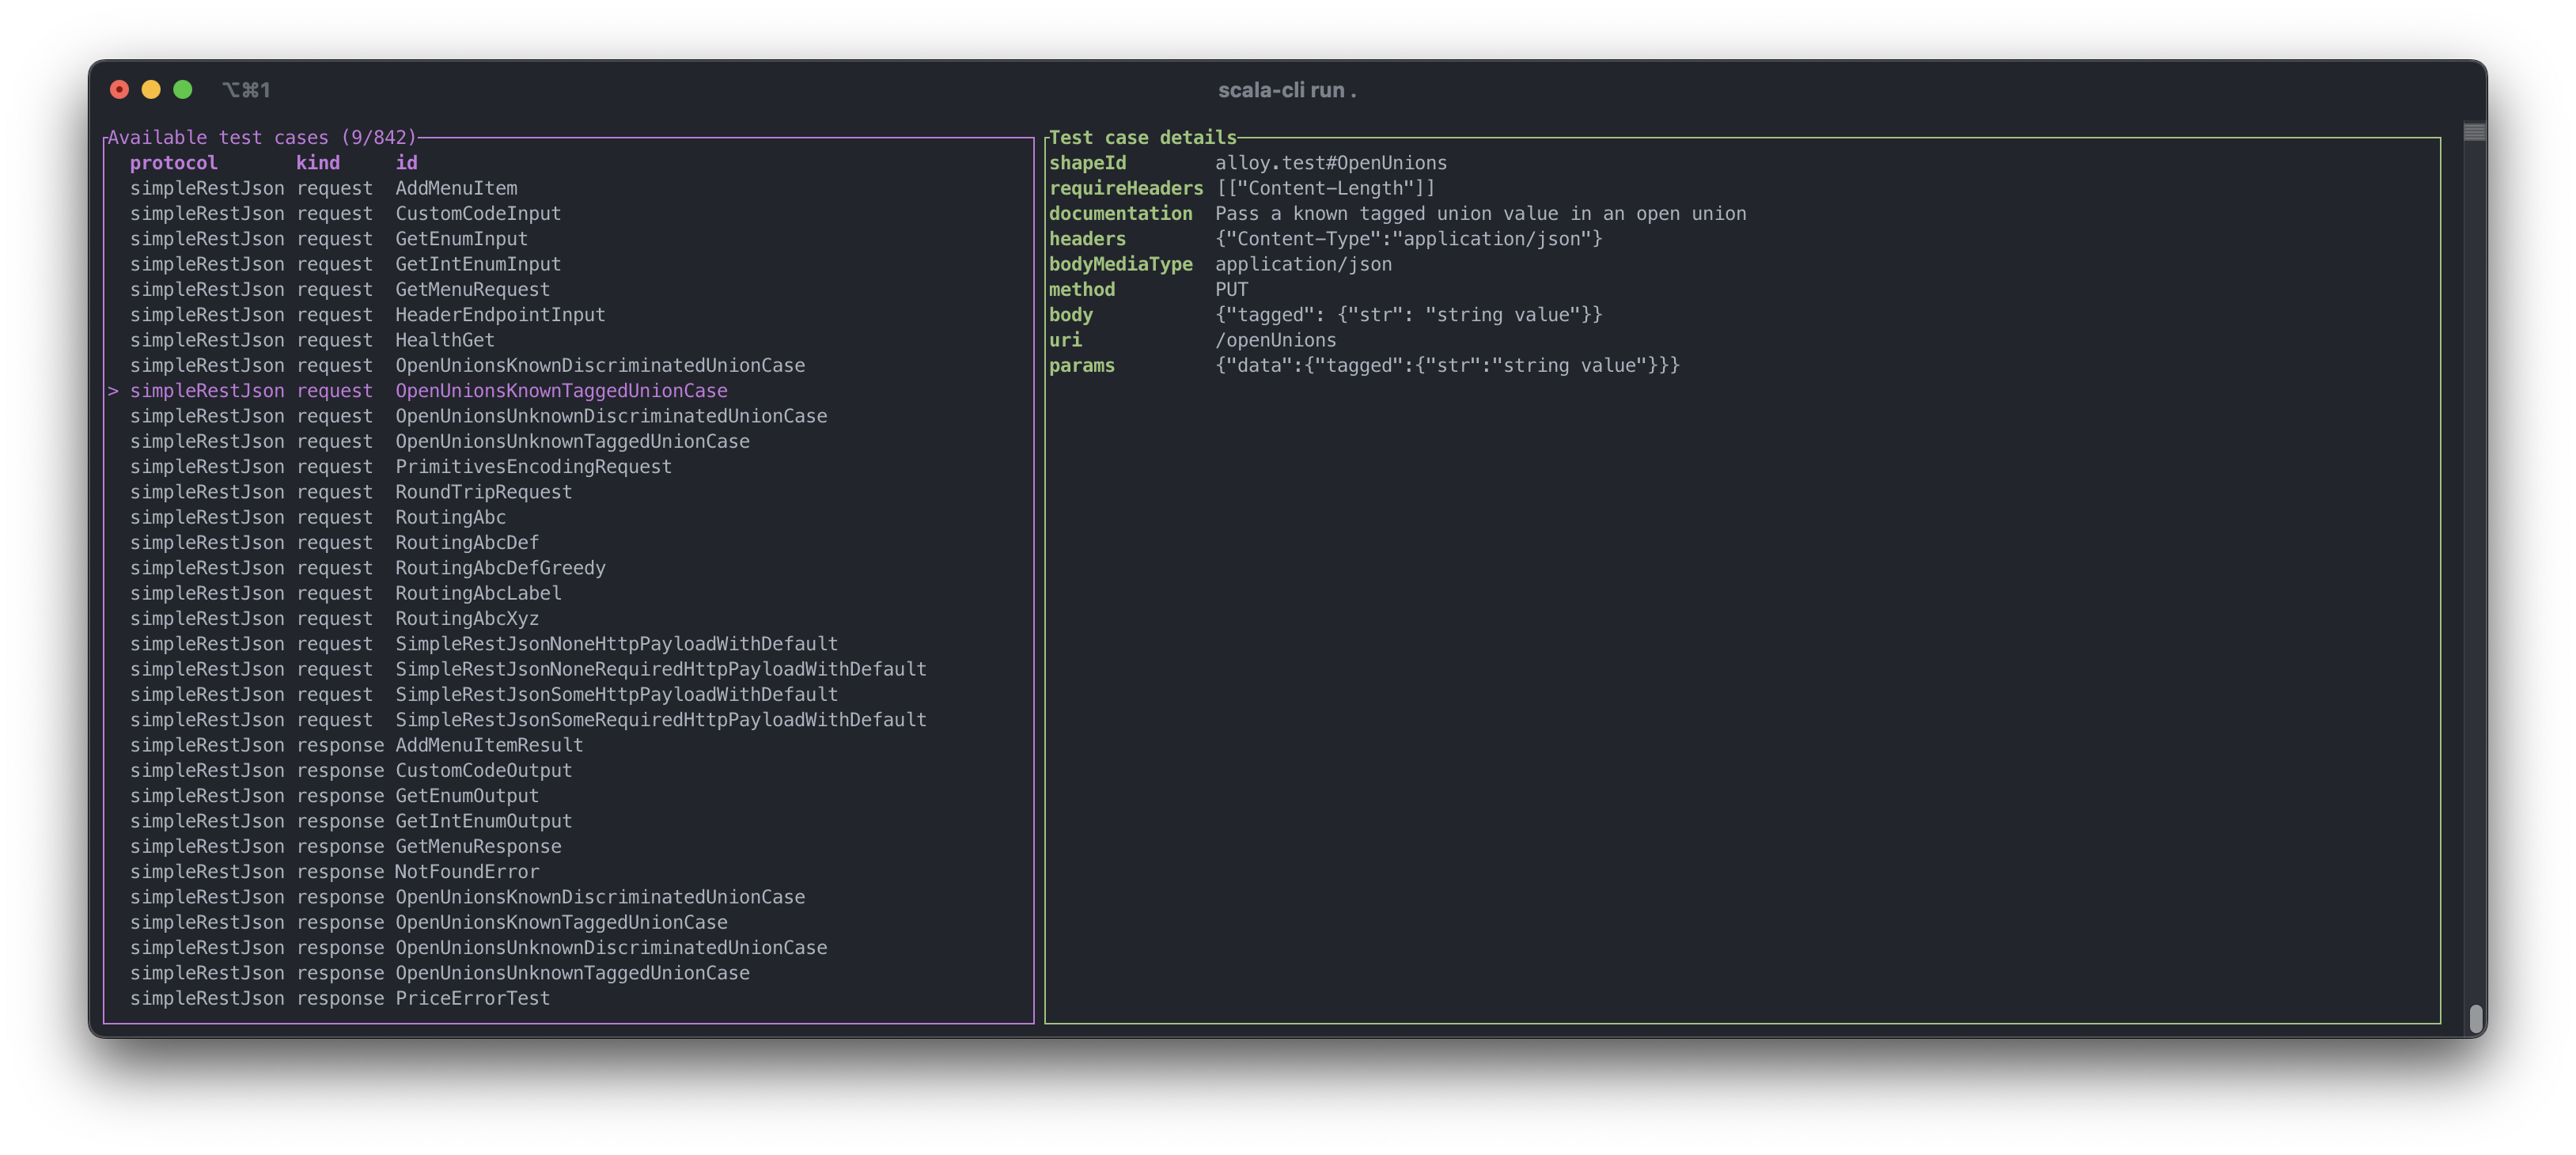 ⌥⌘1
scala-cli run .
Available test cases (9/842)
protocol kind id
simpleRestJson request AddMenuItem
simpleRestJson request CustomCodeInput
simpleRestJson request GetEnumInput
simpleRestJson request GetIntEnumInput
simpleRestJson request GetMenuRequest
simpleRestJson request HeaderEndpointInput
simpleRestJson request HealthGet
simpleRestJson request OpenUnionsKnownDiscriminatedUnionCase
> simpleRestJson request OpenUnionsKnownTaggedUnionCase
simpleRestJson request OpenUnionsUnknownDiscriminatedUnionCase
simpleRestJson request OpenUnionsUnknownTaggedUnionCase
simpleRestJson request PrimitivesEncodingRequest
simpleRestJson request RoundTripRequest
simpleRestJson request RoutingAbc
simpleRestJson request RoutingAbcDef
simpleRestJson request RoutingAbcDefGreedy
simpleRestJson request RoutingAbcLabel
simpleRestJson request RoutingAbcXyz
simpleRestJson request SimpleRestJsonNoneHttpPayloadWithDefault
simpleRestJson request SimpleRestJsonNoneRequiredHttpPayloadWithDefault
simpleRestJson request SimpleRestJsonSomeHttpPayloadWithDefault
simpleRestJson request SimpleRestJsonSomeRequiredHttpPayloadWithDefault
simpleRestJson response AddMenuItemResult
simpleRestJson response CustomCodeOutput
simpleRestJson response GetEnumOutput
simpleRestJson response GetIntEnumOutput
simpleRestJson response GetMenuResponse
simpleRestJson response NotFoundError
simpleRestJson response OpenUnionsKnownDiscriminatedUnionCase
simpleRestJson response OpenUnionsKnownTaggedUnionCase
simpleRestJson response OpenUnionsUnknownDiscriminatedUnionCase
simpleRestJson response OpenUnionsUnknownTaggedUnionCase
simpleRestJson response PriceErrorTest
Test case details
shapeId alloy.test#OpenUnions
requireHeaders [["Content-Length"]]
documentation Pass a known tagged union value in an open union
headers {"Content-Type":"application/json"}
bodyMediaType application/json
method PUT
body {"tagged": {"str": "string value"}}
uri /openUnions
params {"data":{"tagged":{"str":"string value"}}}